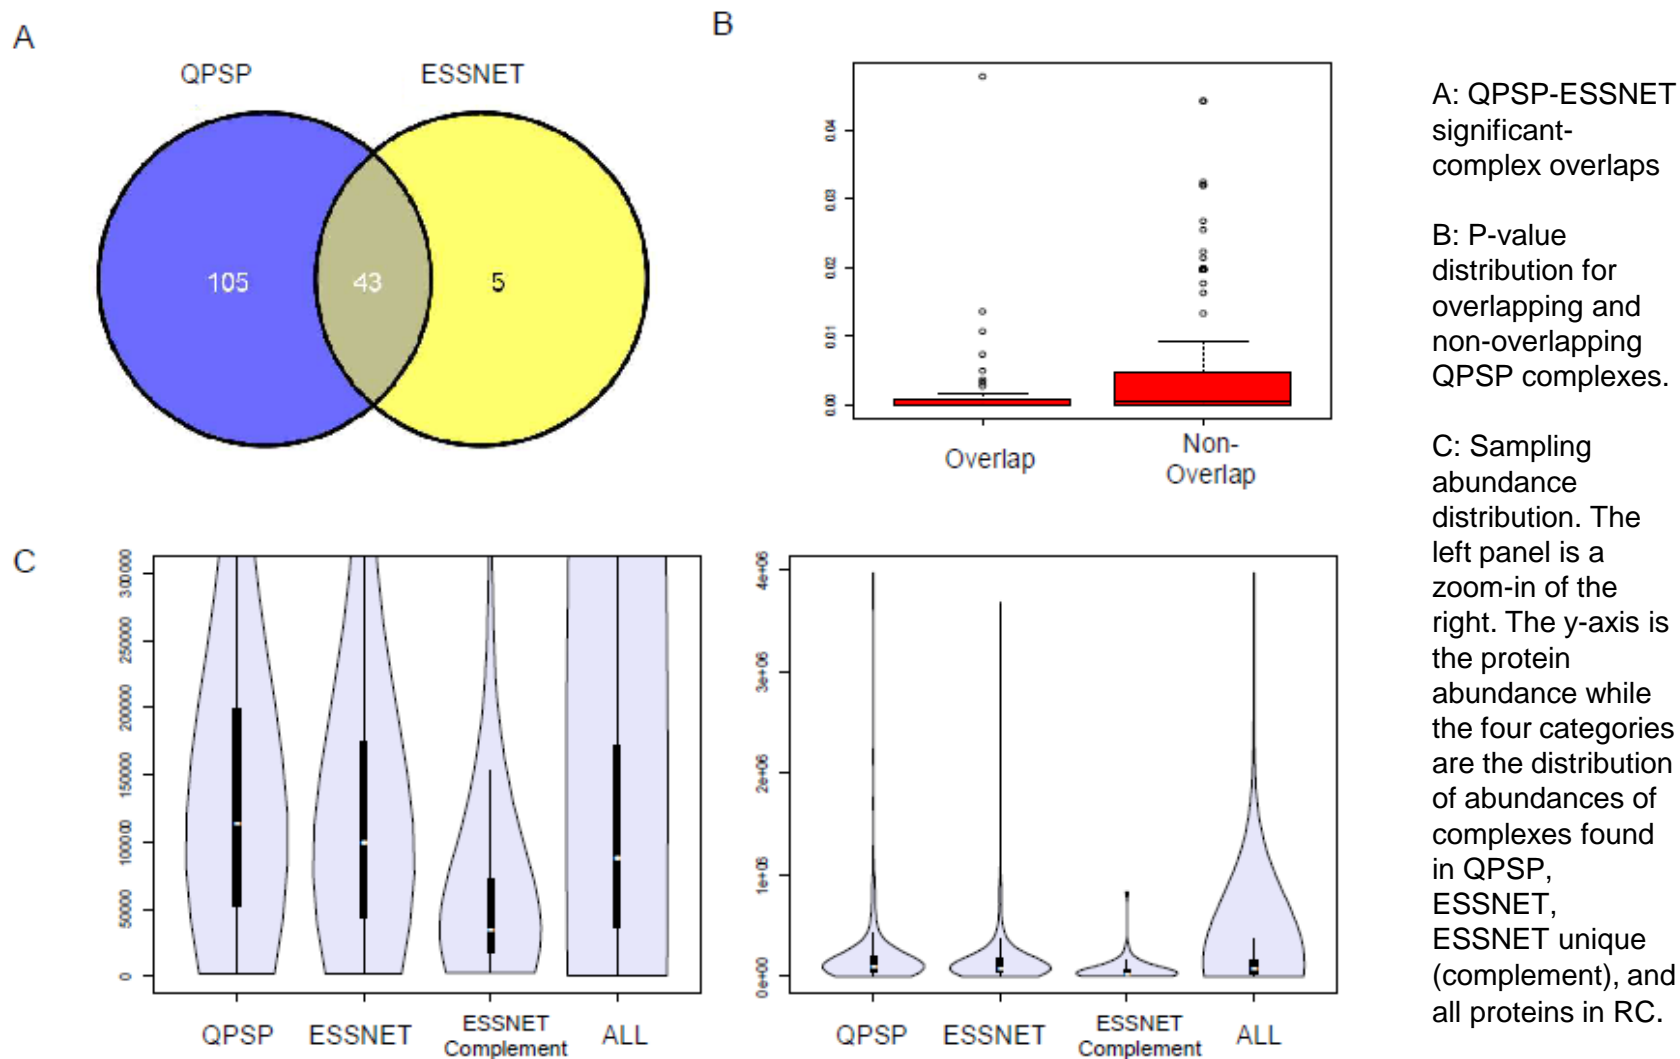 A
QPSP
ESSNET
105
43
5
B
0.04
0.03
0.02
0.01
0.00
Overlap
Non-
Overlap
C
300000
250000
200000
150000
100000
50000
0
QPSP
ESSNET
ESSNET
Complement
ALL
4e+06
3e+06
2e+06
1e+06
0e+00
QPSP
ESSNET
ESSNET
Complement
ALL
A: QPSP-ESSNET
significant-
complex overlaps
B: P-value
distribution for
overlapping and
non-overlapping
QPSP complexes.
C: Sampling
abundance
distribution. The
left panel is a
zoom-in of the
right. The y-axis is
the protein
abundance while
the four categories
are the distribution
of abundances of
complexes found
in QPSP,
ESSNET,
ESSNET unique
(complement), and
all proteins in RC.